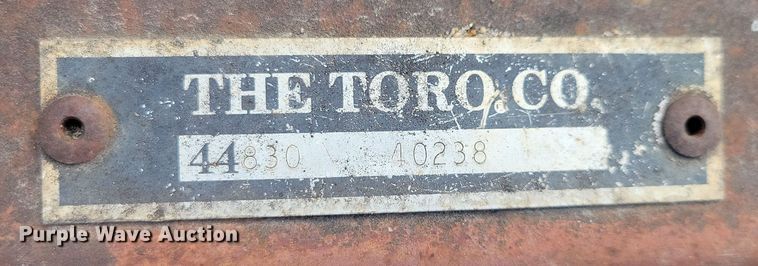 THE TORO CO.
44830 40238
Purple Wave Auction